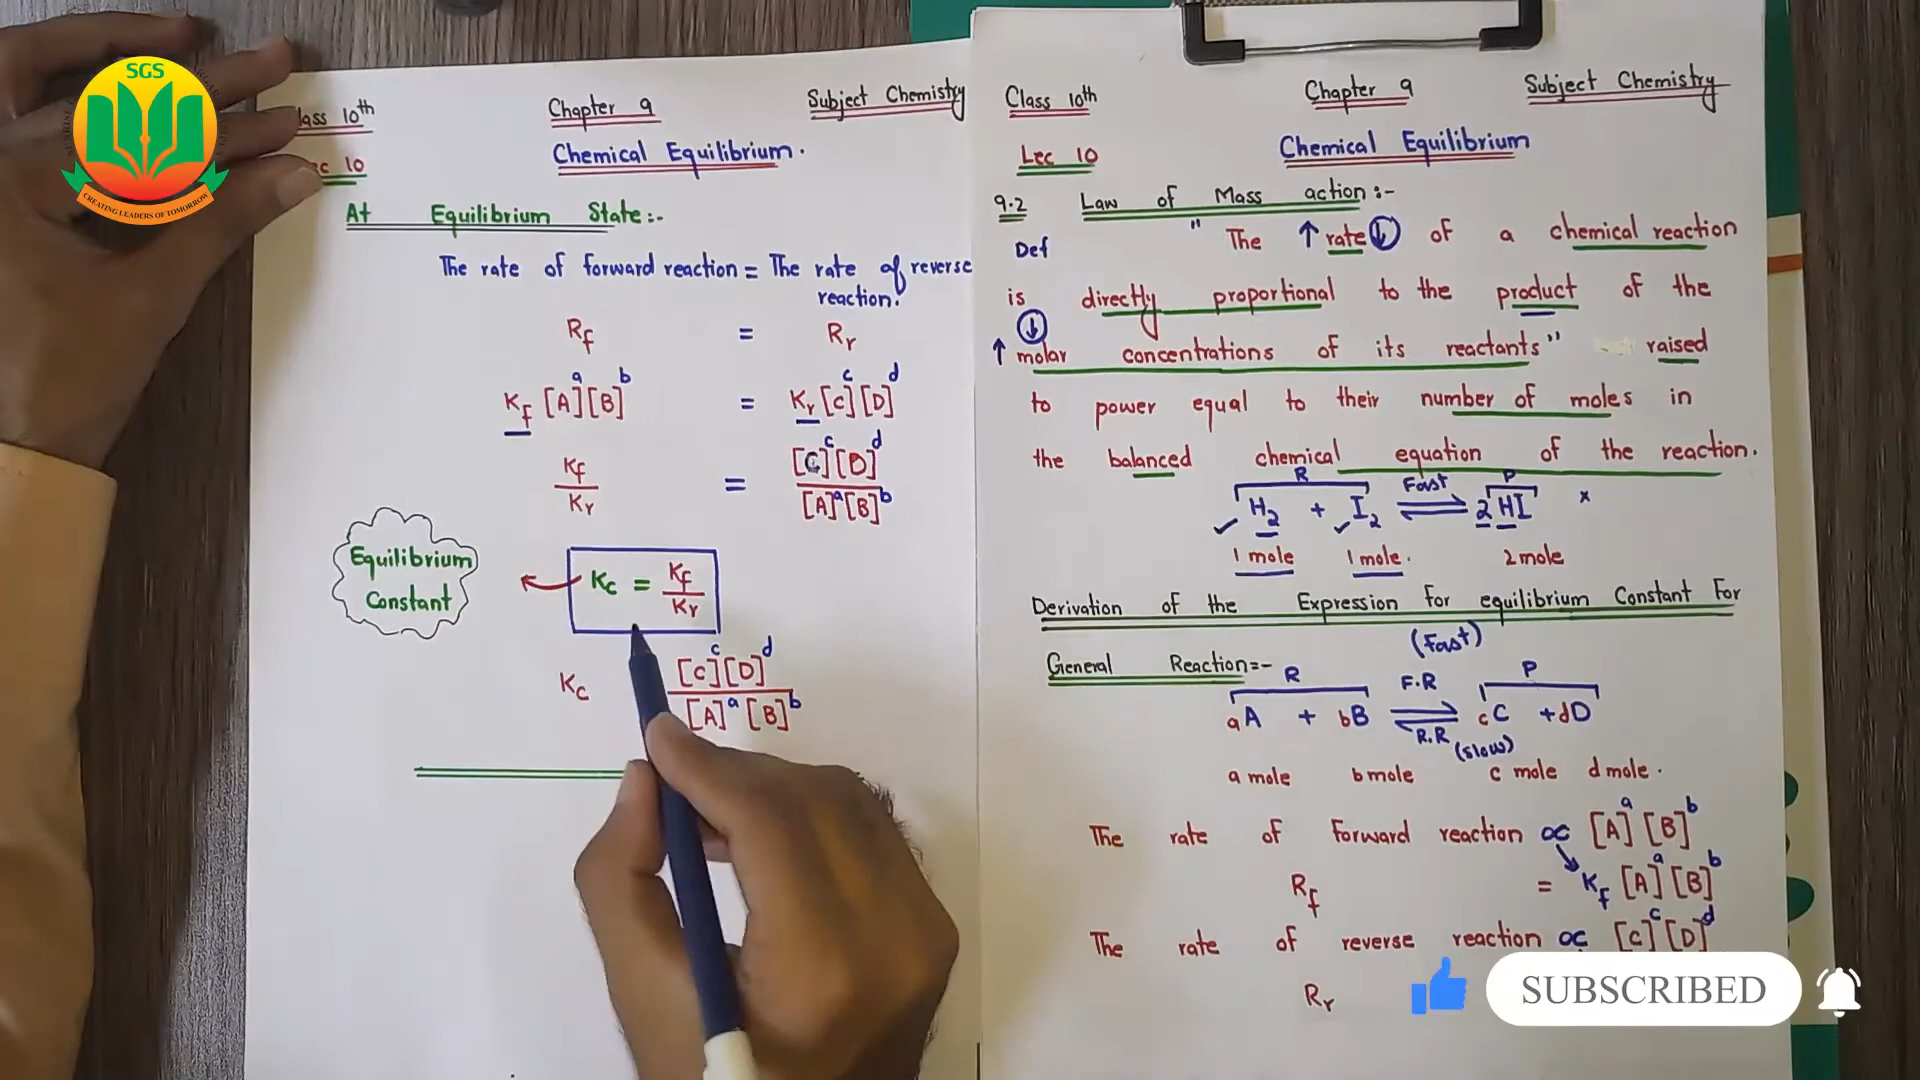 SGS
CREATING LEADERS OF TOMORROW
lass 10th Chapter 9 Subject Chemistry
ec 10 Chemical Equilibrium.
At Equilibrium State:-
The rate of forward reaction = The rate of reverse
reaction.
Rf = Rr
Kf [A]^a [B]^b = Kr [C]^c [D]^d
Kf/Kr = [C]^c [D]^d / [A]^a [B]^b
Equilibrium
Constant
Kc = Kf/Kr
Kc [C]^c [D]^d / [A]^a [B]^b
Class 10th Chapter 9 Subject Chemistry
Lec 10 Chemical Equilibrium
9.2 Law of Mass action:-
Def " The ↑ rate ↓ of a chemical reaction
is directly proportional to the product of the
↑ ↓ molar concentrations of its reactants" raised
to power equal to their number of moles in
the balanced chemical equation of the reaction.
R Fast P
H2 + I2 ⇌ 2HI ×
1 mole 1 mole. 2 mole
Derivation of the Expression for equilibrium Constant For
(Fast)
General Reaction:-
R F.R P
aA + bB ⇌ cC + dD
R.R (slow)
a mole b mole c mole d mole.
The rate of forward reaction ∝ [A]^a [B]^b
Rf = Kf [A]^a [B]^b
The rate of reverse reaction ∝ [C]^c [D]^d
Rr
SUBSCRIBED